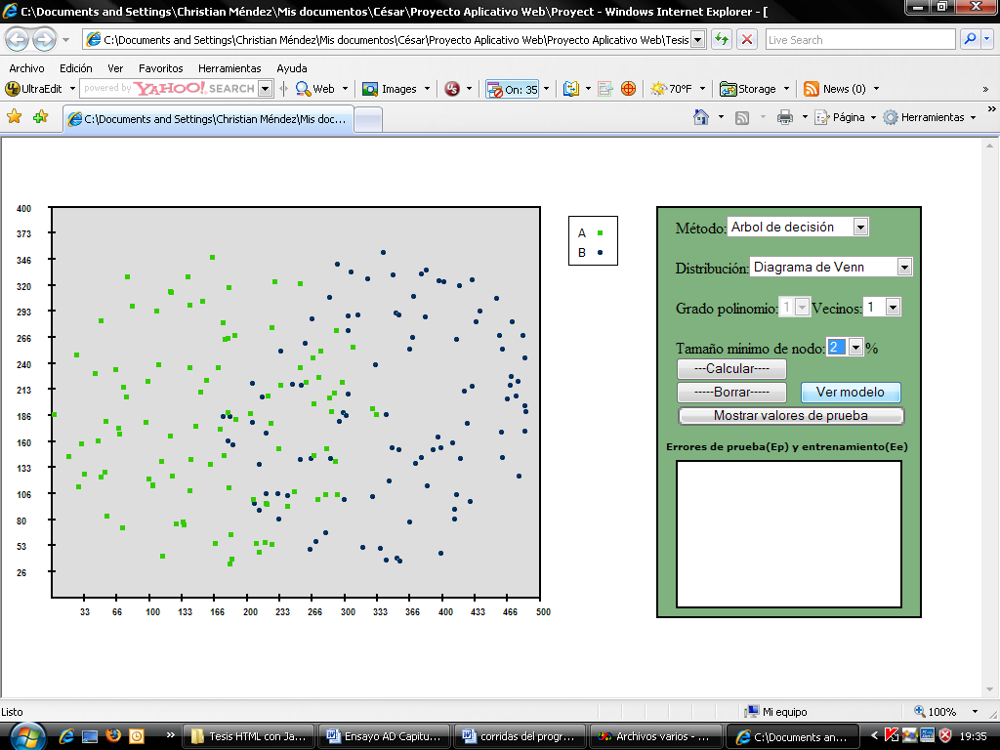 C:\Documents and Settings\Christian Méndez\Mis documentos\César\Proyecto Aplicativo Web\Proyect - Windows Internet Explorer - [
C:\Documents and Settings\Christian Méndez\Mis documentos\César\Proyecto Aplicativo Web\Proyecto Aplicativo Web\Tesis
Live Search
Archivo Edición Ver Favoritos Herramientas Ayuda
UltraEdit powered by YAHOO! SEARCH Web Images On: 35 70°F Storage News (0) »
C:\Documents and Settings\Christian Méndez\Mis doc... Página Herramientas »
400
373
346
320
293
266
240
213
186
160
133
106
80
53
26
33 66 100 133 166 200 233 266 300 333 366 400 433 466 500
A
B
Método: Arbol de decisión
Distribución: Diagrama de Venn
Grado polinomio: 1 Vecinos: 1
Tamaño minimo de nodo: 2 %
---Calcular----
-----Borrar----- Ver modelo
Mostrar valores de prueba
Errores de prueba(Ep) y entrenamiento(Ee)
Listo Mi equipo 100%
» Tesis HTML con Ja... Ensayo AD Capitu... corridas del progr... Archivos varios - ... C:\Documents an... 19:35